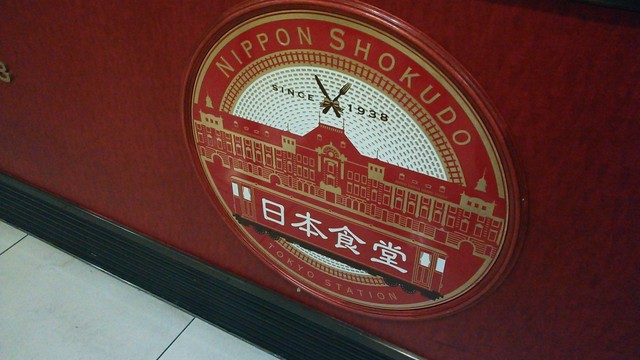 NIPPON SHOKUDO
SINCE 1938
日本食堂
TOKYO STATION